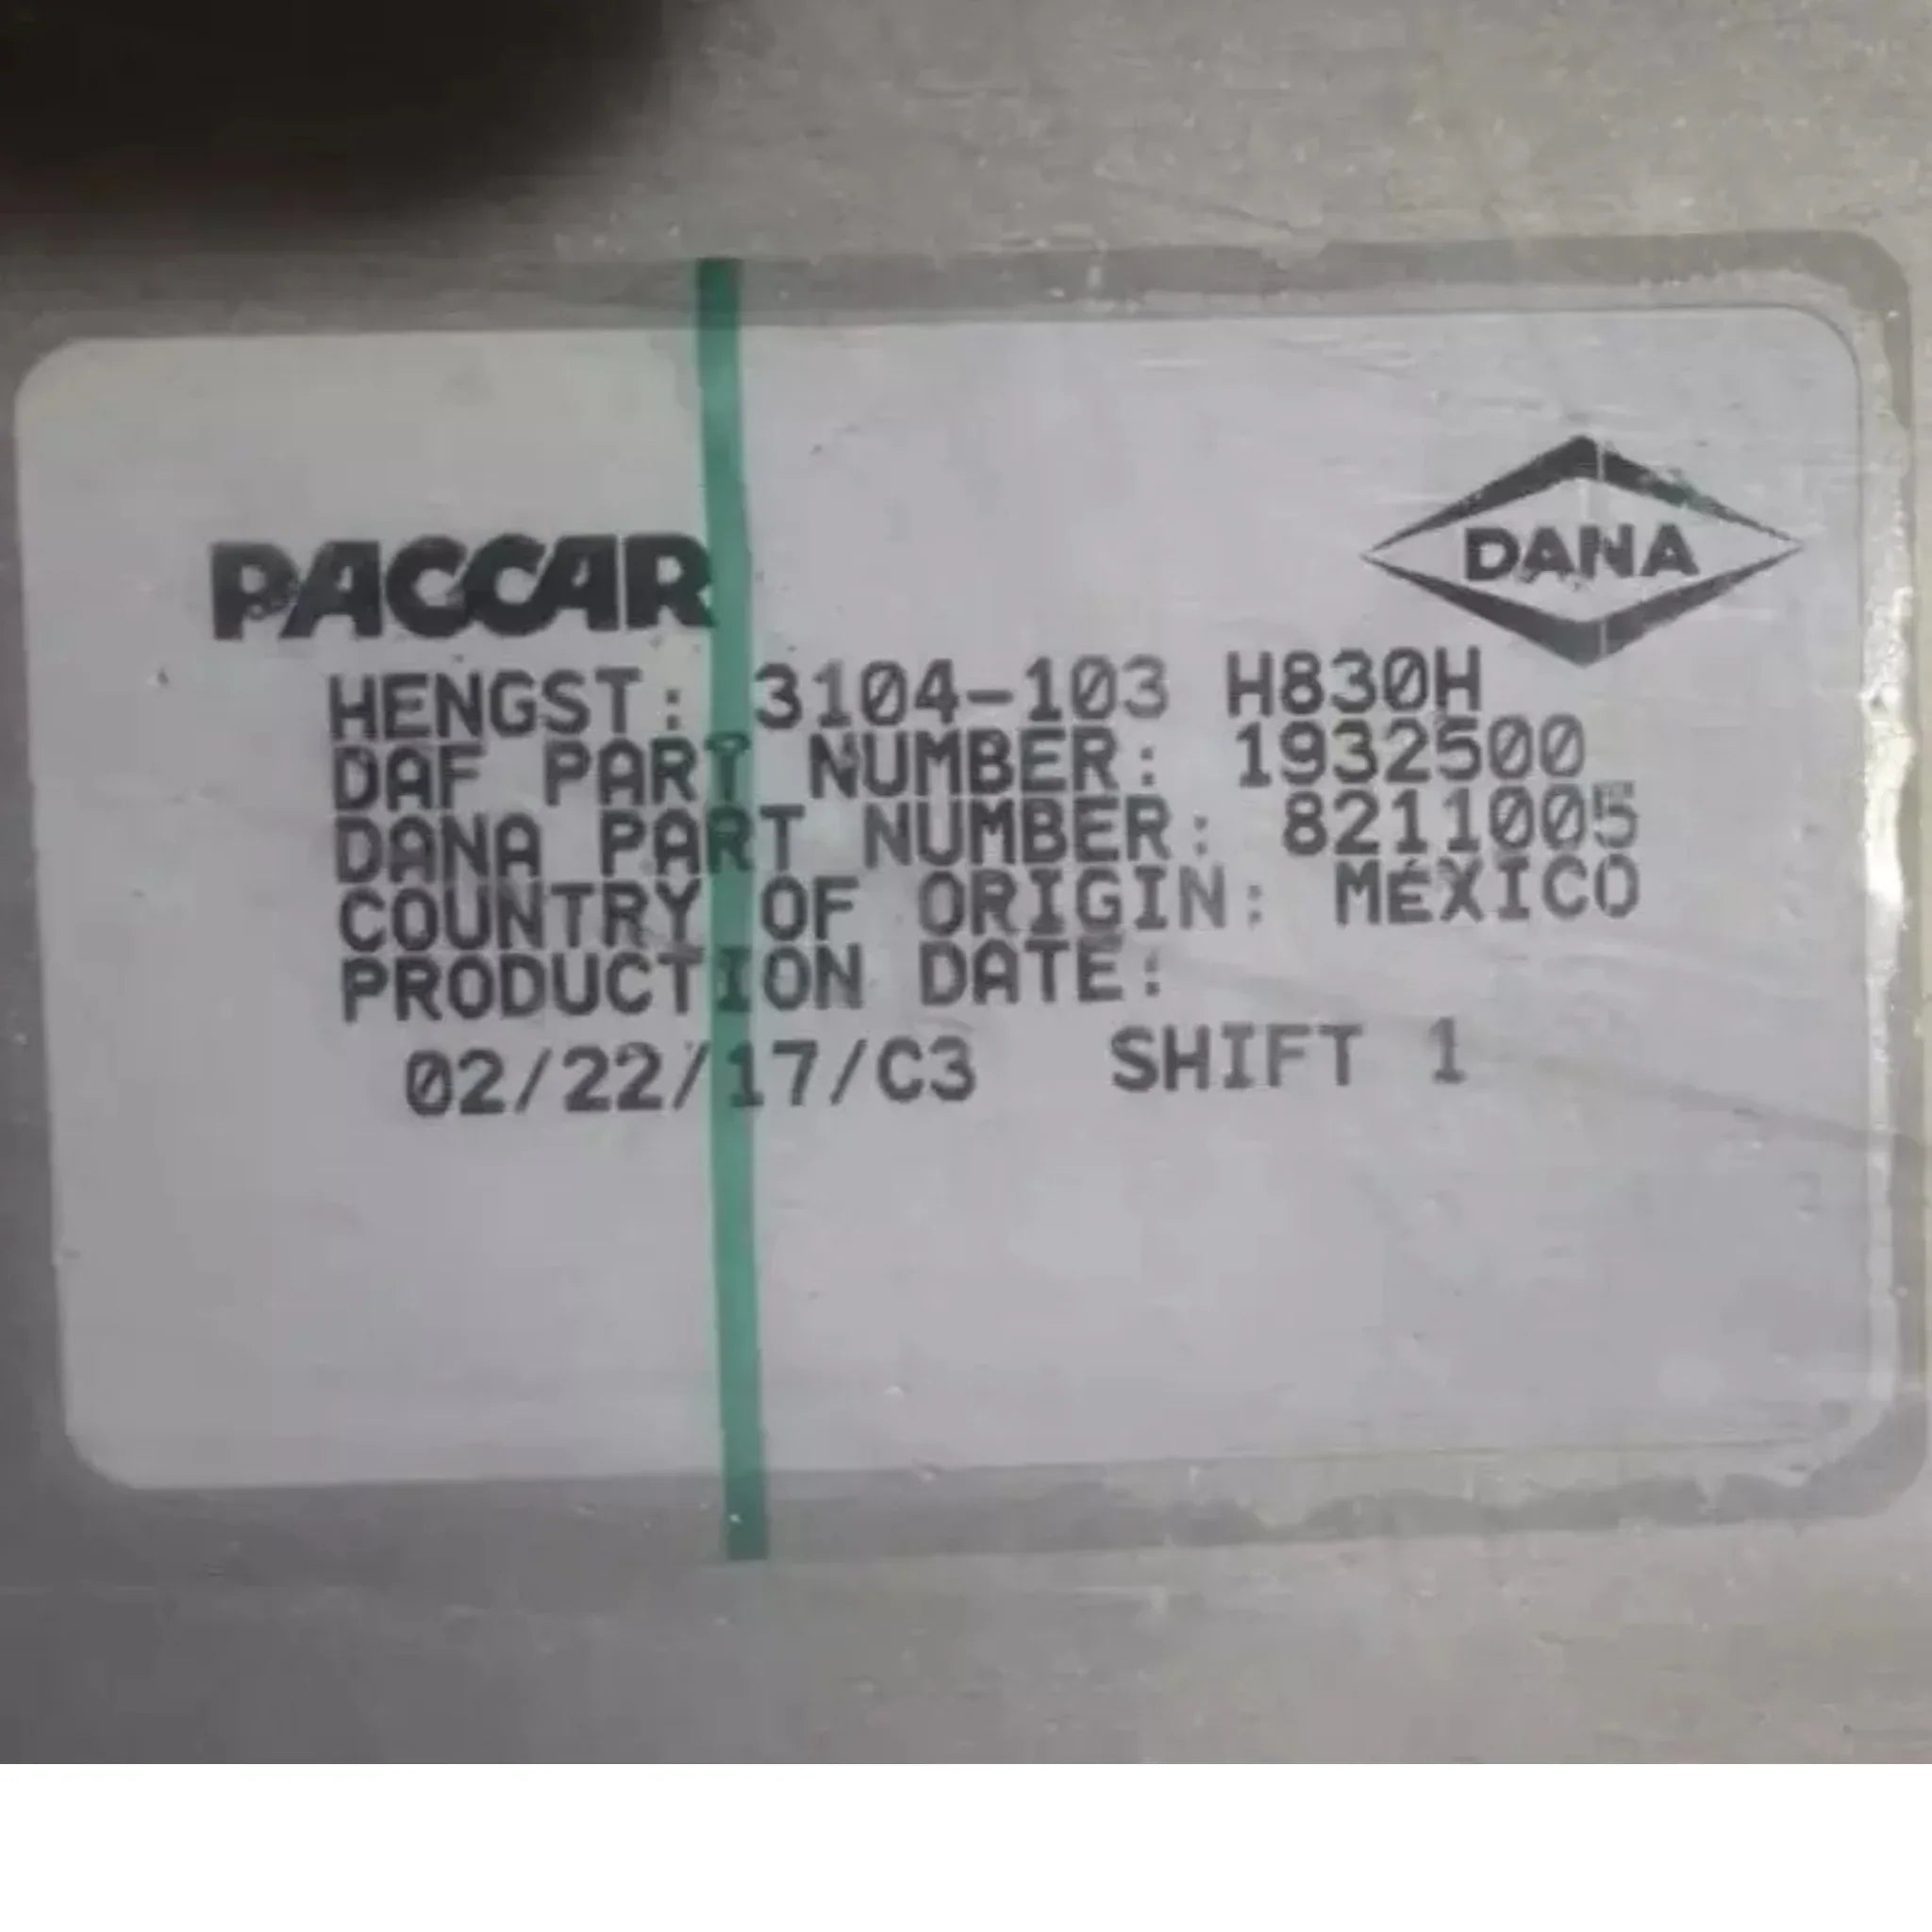 PACCAR
DANA
HENGST: 3104-103 H830H
DAF PART NUMBER: 1932500
DANA PART NUMBER: 8211005
COUNTRY OF ORIGIN: MÉXICO
PRODUCTION DATE:
02/22/17/C3 SHIFT 1